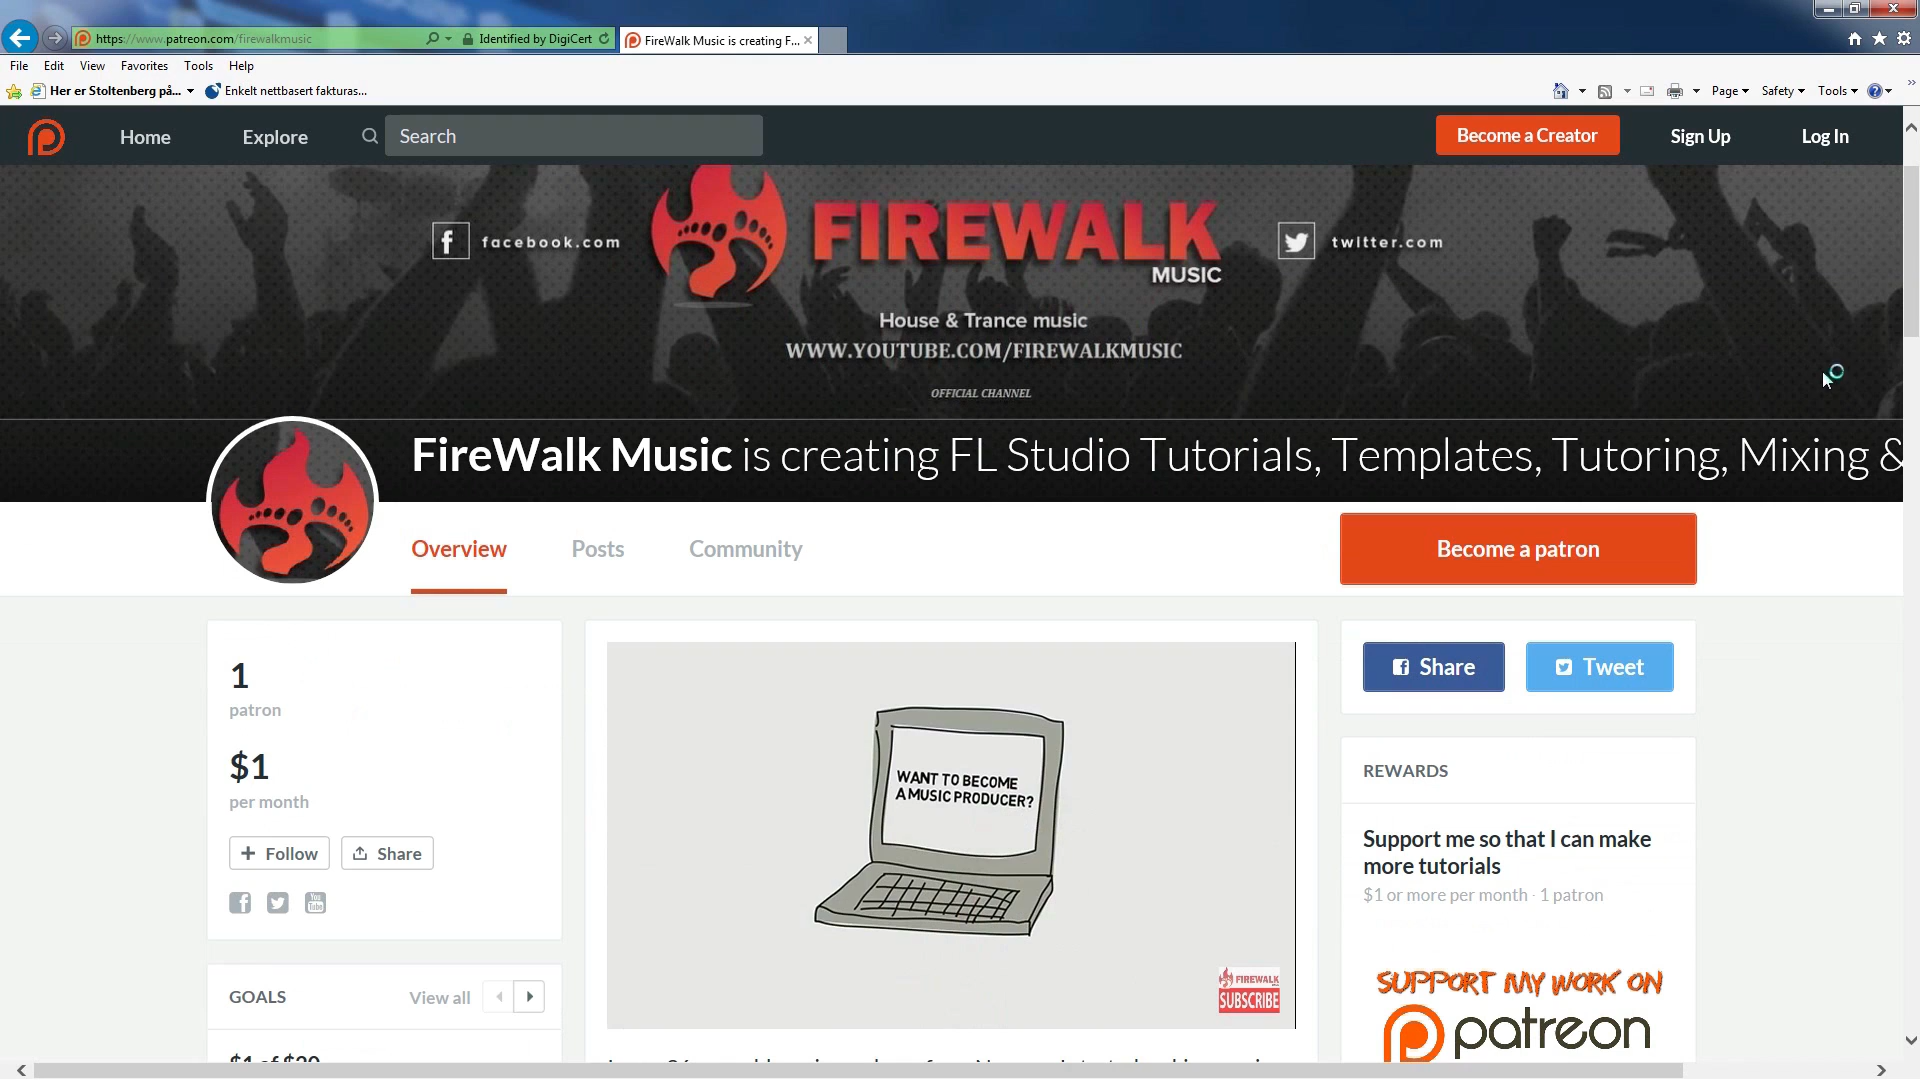 https://www.patreon.com/firewalkmusic
Identified by DigiCert
FireWalk Music is creating F...
File Edit View Favorites Tools Help
Her er Stoltenberg på...
Enkelt nettbasert fakturas...
Page Safety Tools
Home
Explore
Search
Become a Creator
Sign Up
Log In
facebook.com
FIREWALK
MUSIC
twitter.com
House & Trance music
WWW.YOUTUBE.COM/FIREWALKMUSIC
OFFICIAL CHANNEL
FireWalk Music is creating FL Studio Tutorials, Templates, Tutoring, Mixing &
Overview
Posts
Community
Become a patron
1
patron
$1
per month
Follow
Share
You
Tube
GOALS
View all
$1 of $20
WANT TO BECOME
A MUSIC PRODUCER?
FIREWALK
SUBSCRIBE
Share
Tweet
REWARDS
Support me so that I can make
more tutorials
$1 or more per month · 1 patron
SUPPORT MY WORK ON
patreon